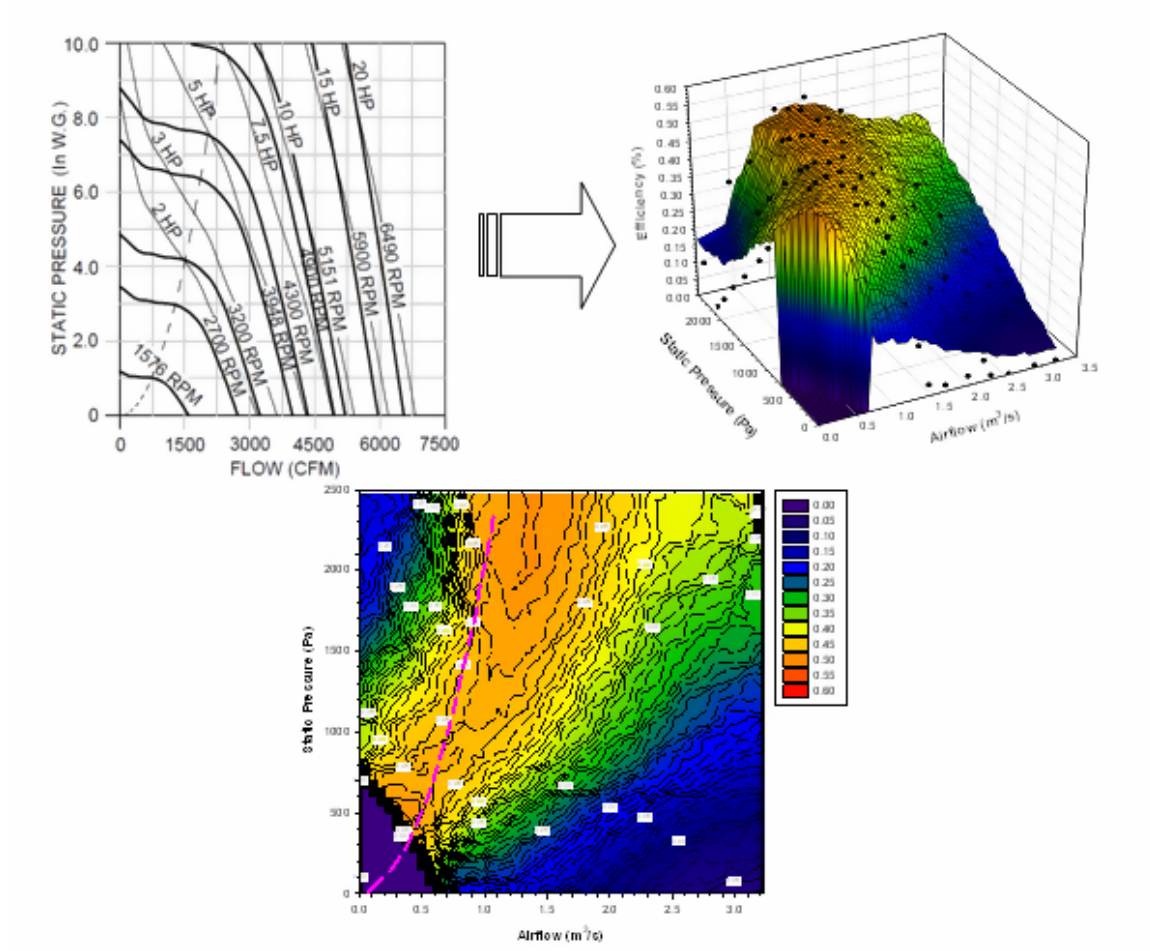 STATIC PRESSURE (In W.G.)
10.0
8.0
6.0
4.0
2.0
0
5 HP
3 HP
2 HP
7.5 HP
10 HP
15 HP
20 HP
1576 RPM
2700 RPM
3200 RPM
3948 RPM
4300 RPM
4900 RPM
5151 RPM
5900 RPM
6490 RPM
0 1500 3000 4500 6000 7500
FLOW (CFM)
Efficiency (%)
0.60
0.55
0.50
0.45
0.40
0.35
0.30
0.25
0.20
0.15
0.10
0.05
0.00
2000
1500
1000
500
0
Static Pressure (Pa)
0.0 0.5 1.0 1.5 2.0 2.5 3.0 3.5
Airflow (m³/s)
Static Pressure (Pa)
2500
2000
1500
1000
500
0
0.0 0.5 1.0 1.5 2.0 2.5 3.0
Airflow (m³/s)
0.00
0.05
0.10
0.15
0.20
0.25
0.30
0.35
0.40
0.45
0.50
0.55
0.60